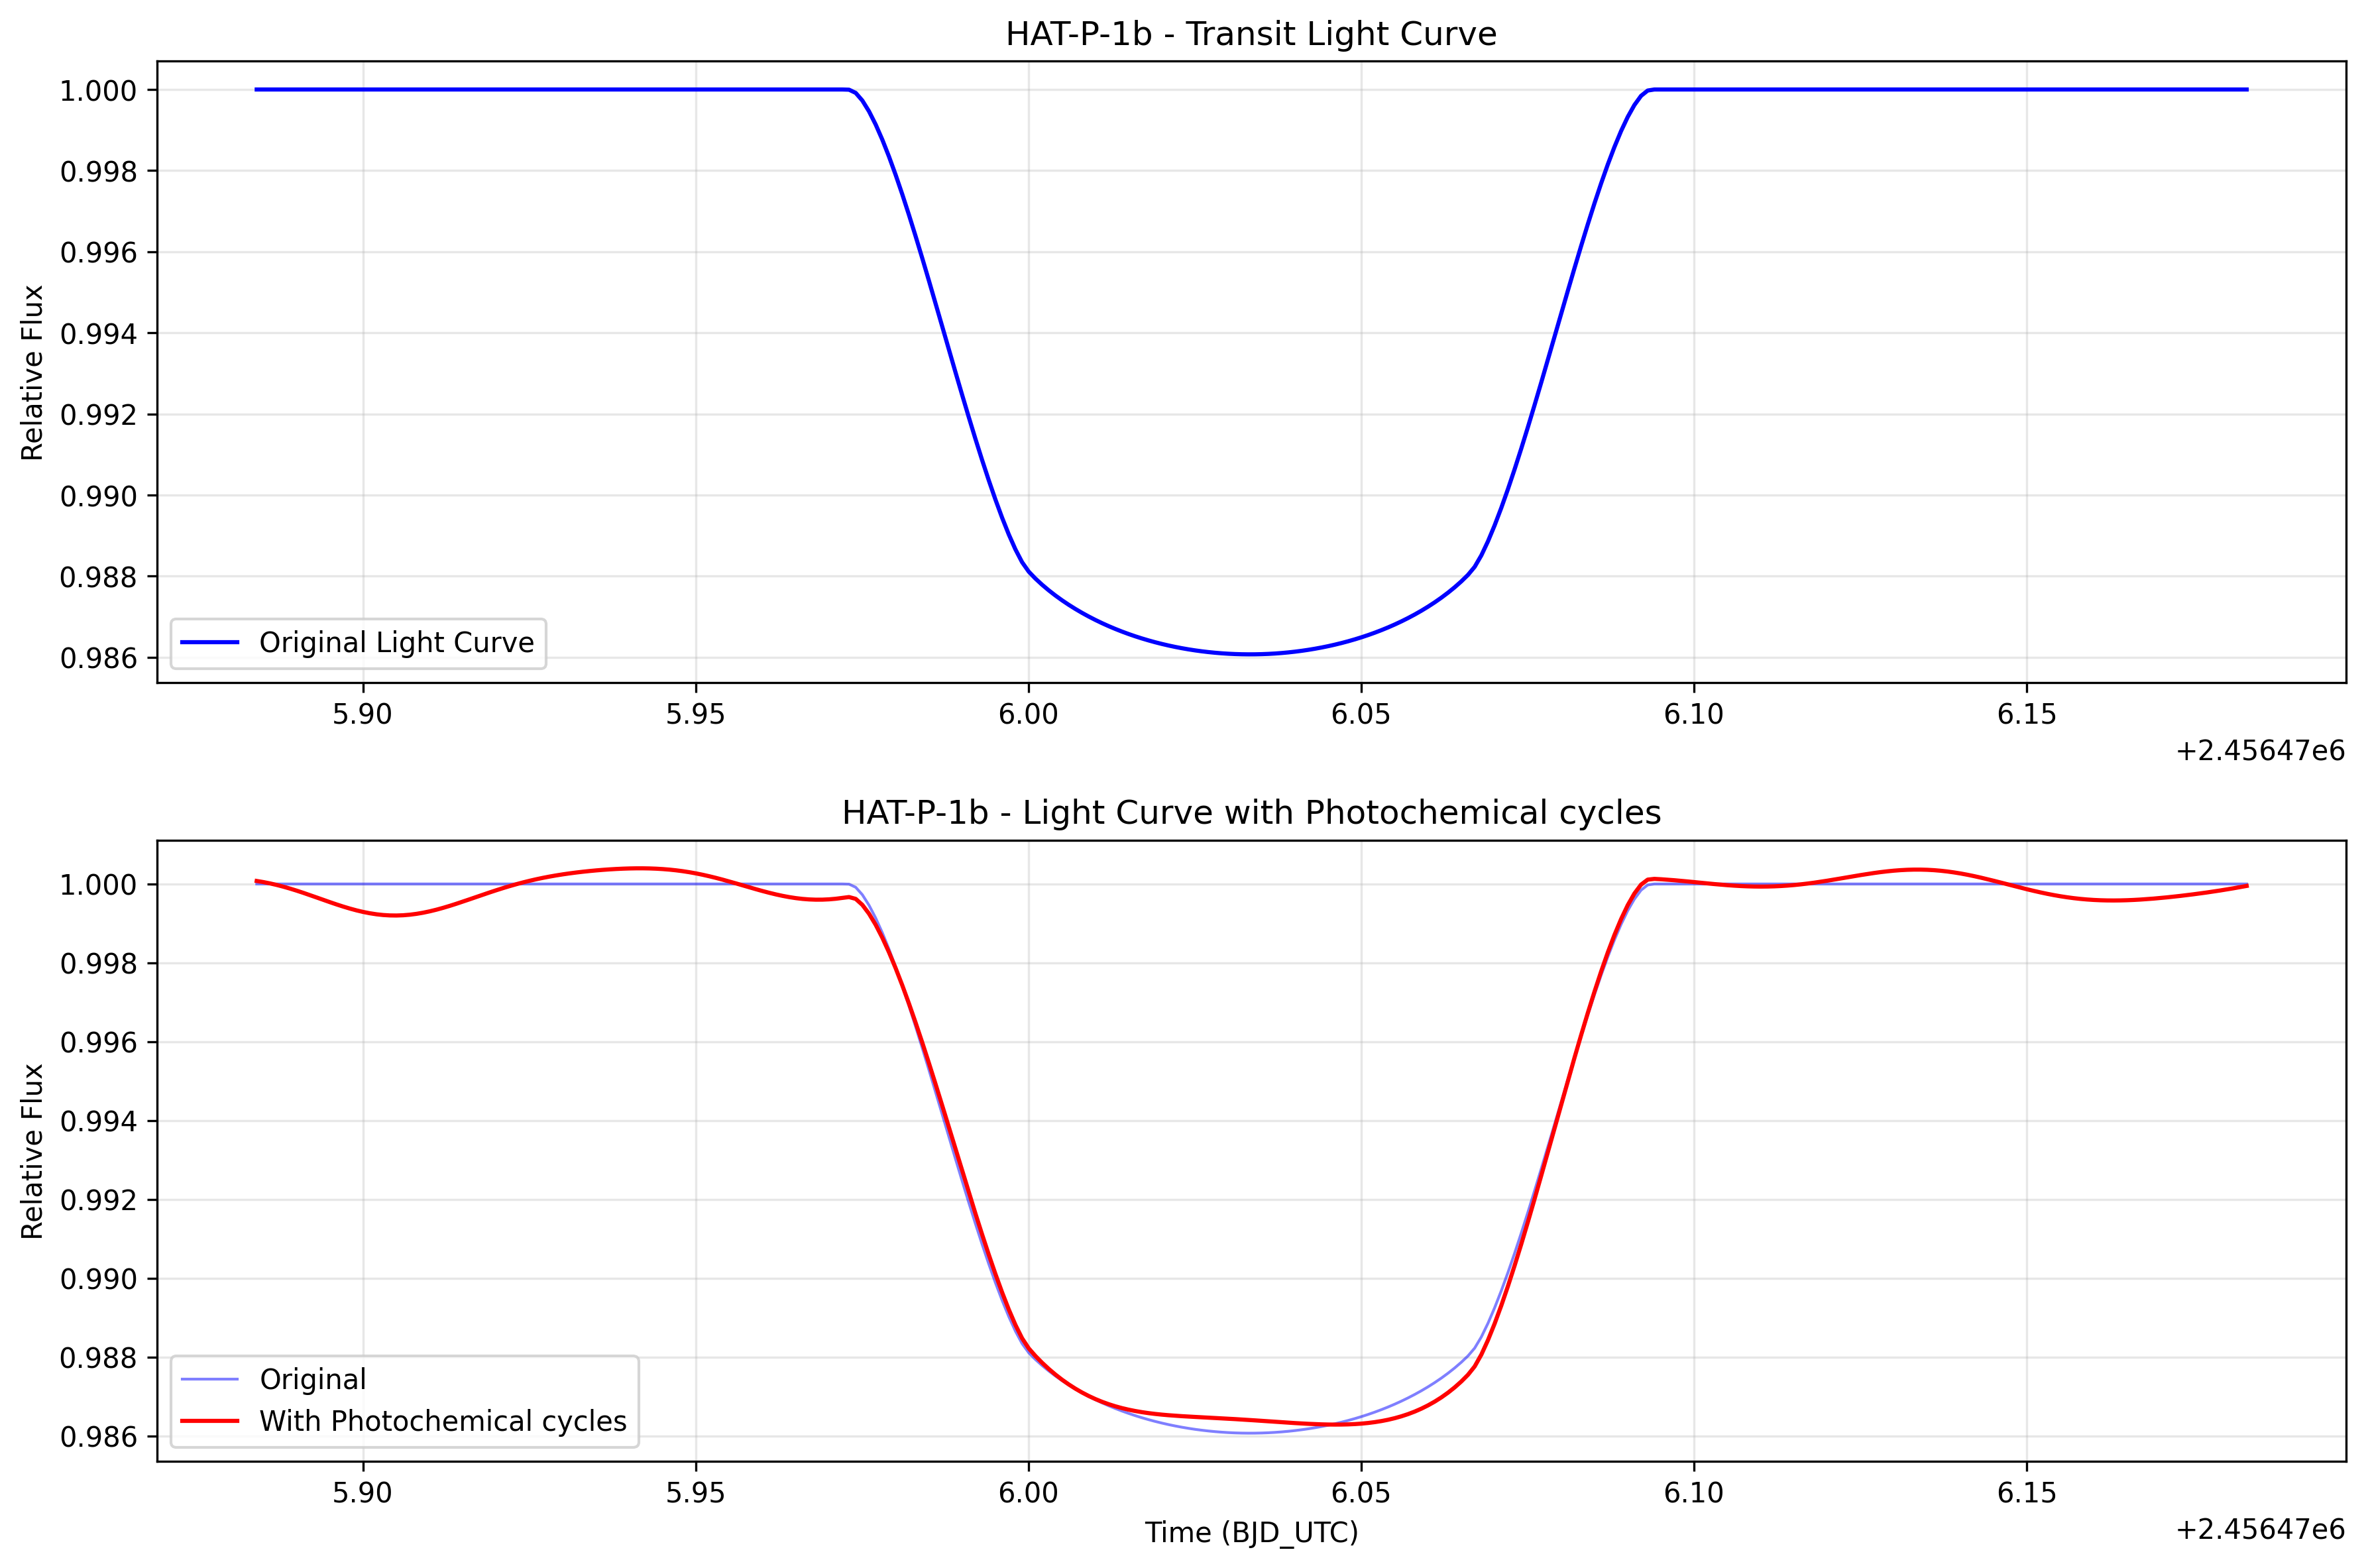 HAT-P-1b - Transit Light Curve
Relative Flux
1.000
0.998
0.996
0.994
0.992
0.990
0.988
0.986
Original Light Curve
5.90 5.95 6.00 6.05 6.10 6.15
+2.45647e6
HAT-P-1b - Light Curve with Photochemical cycles
Relative Flux
1.000
0.998
0.996
0.994
0.992
0.990
0.988
0.986
Original
With Photochemical cycles
5.90 5.95 6.00 6.05 6.10 6.15
Time (BJD_UTC)
+2.45647e6